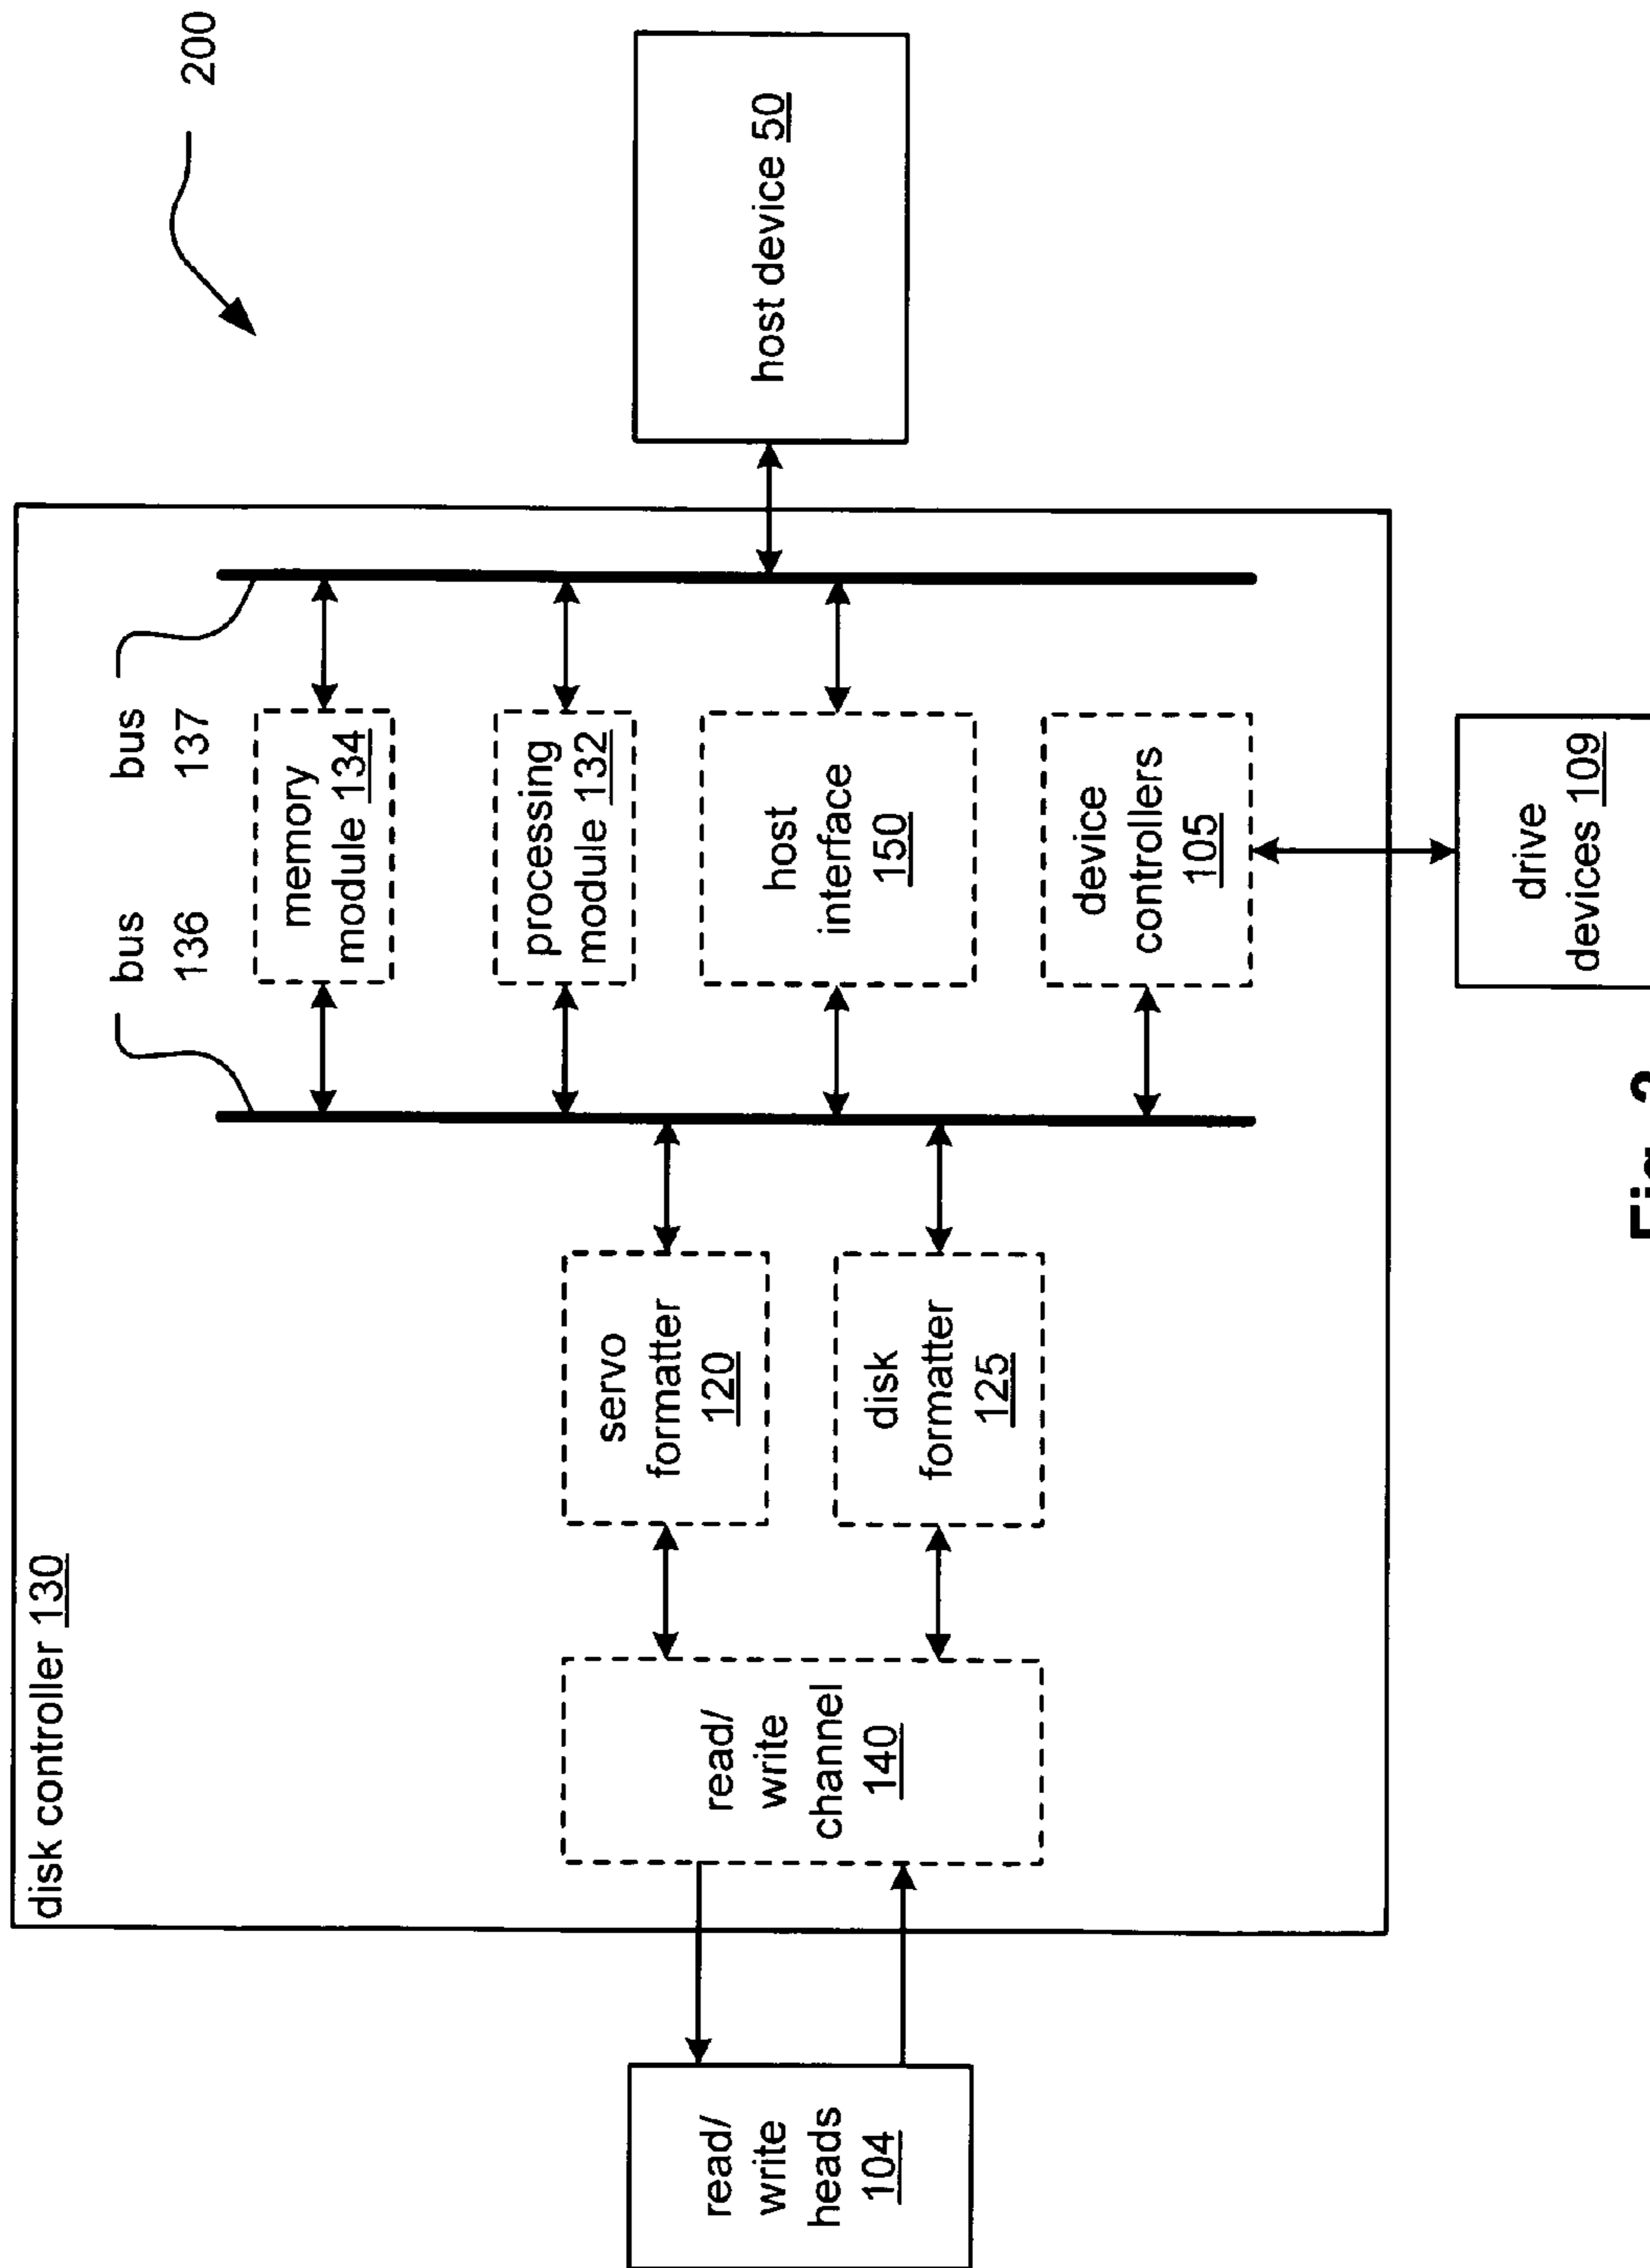 200
disk controller 130
bus
136
bus
137
memory
module 134
processing
module 132
host
interface
150
device
controllers
105
servo
formatter
120
disk
formatter
125
read/
write
channel
140
read/
write
heads
104
host device 50
drive
devices 109
Fig.